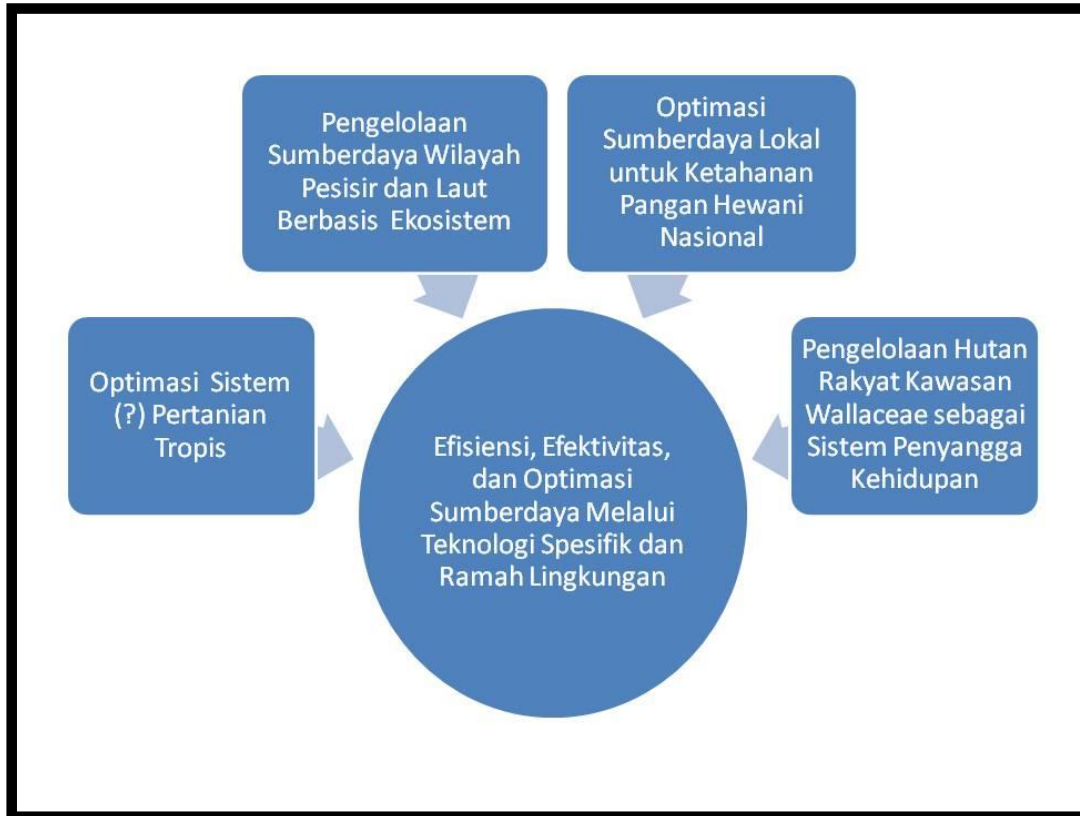 Pengelolaan
Sumberdaya Wilayah
Pesisir dan Laut
Berbasis Ekosistem
Optimasi
Sumberdaya Lokal
untuk Ketahanan
Pangan Hewani
Nasional
Optimasi Sistem
(?) Pertanian
Tropis
Pengelolaan Hutan
Rakyat Kawasan
Wallaceae sebagai
Sistem Penyangga
Kehidupan
Efisiensi, Efektivitas,
dan Optimasi
Sumberdaya Melalui
Teknologi Spesifik dan
Ramah Lingkungan